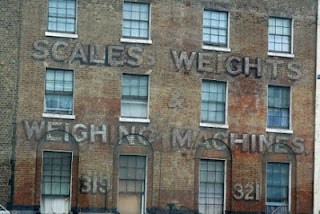 SCALES WEIGHTS
&
WEIGHING MACHINES.
319 321